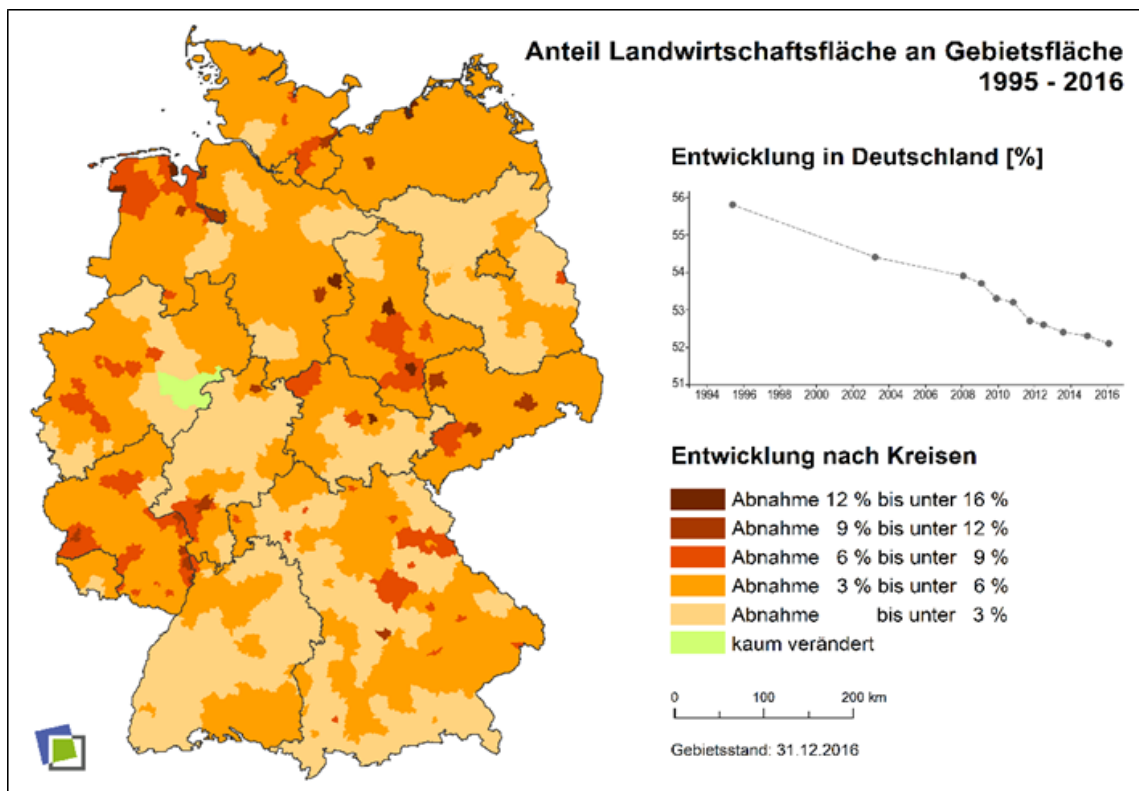 Anteil Landwirtschaftsfläche an Gebietsfläche
1995 - 2016
Entwicklung in Deutschland [%]
56
55
54
53
52
51
1994 1996 1998 2000 2002 2004 2006 2008 2010 2012 2014 2016
Entwicklung nach Kreisen
Abnahme 12 % bis unter 16 %
Abnahme 9 % bis unter 12 %
Abnahme 6 % bis unter 9 %
Abnahme 3 % bis unter 6 %
Abnahme bis unter 3 %
kaum verändert
0 100 200 km
Gebietsstand: 31.12.2016